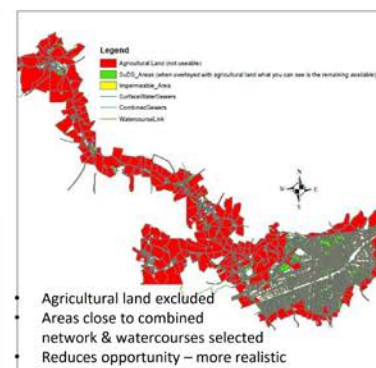 Legend
Agricultural Land (not useable)
SuDS_Areas (when overlayed with agricultural land what you can see is the remaining available)
Impermeable_Area
SurfaceWaterSewers
CombinedSewers
WatercourseLink
N
W E
S
• Agricultural land excluded
• Areas close to combined
network & watercourses selected
• Reduces opportunity – more realistic